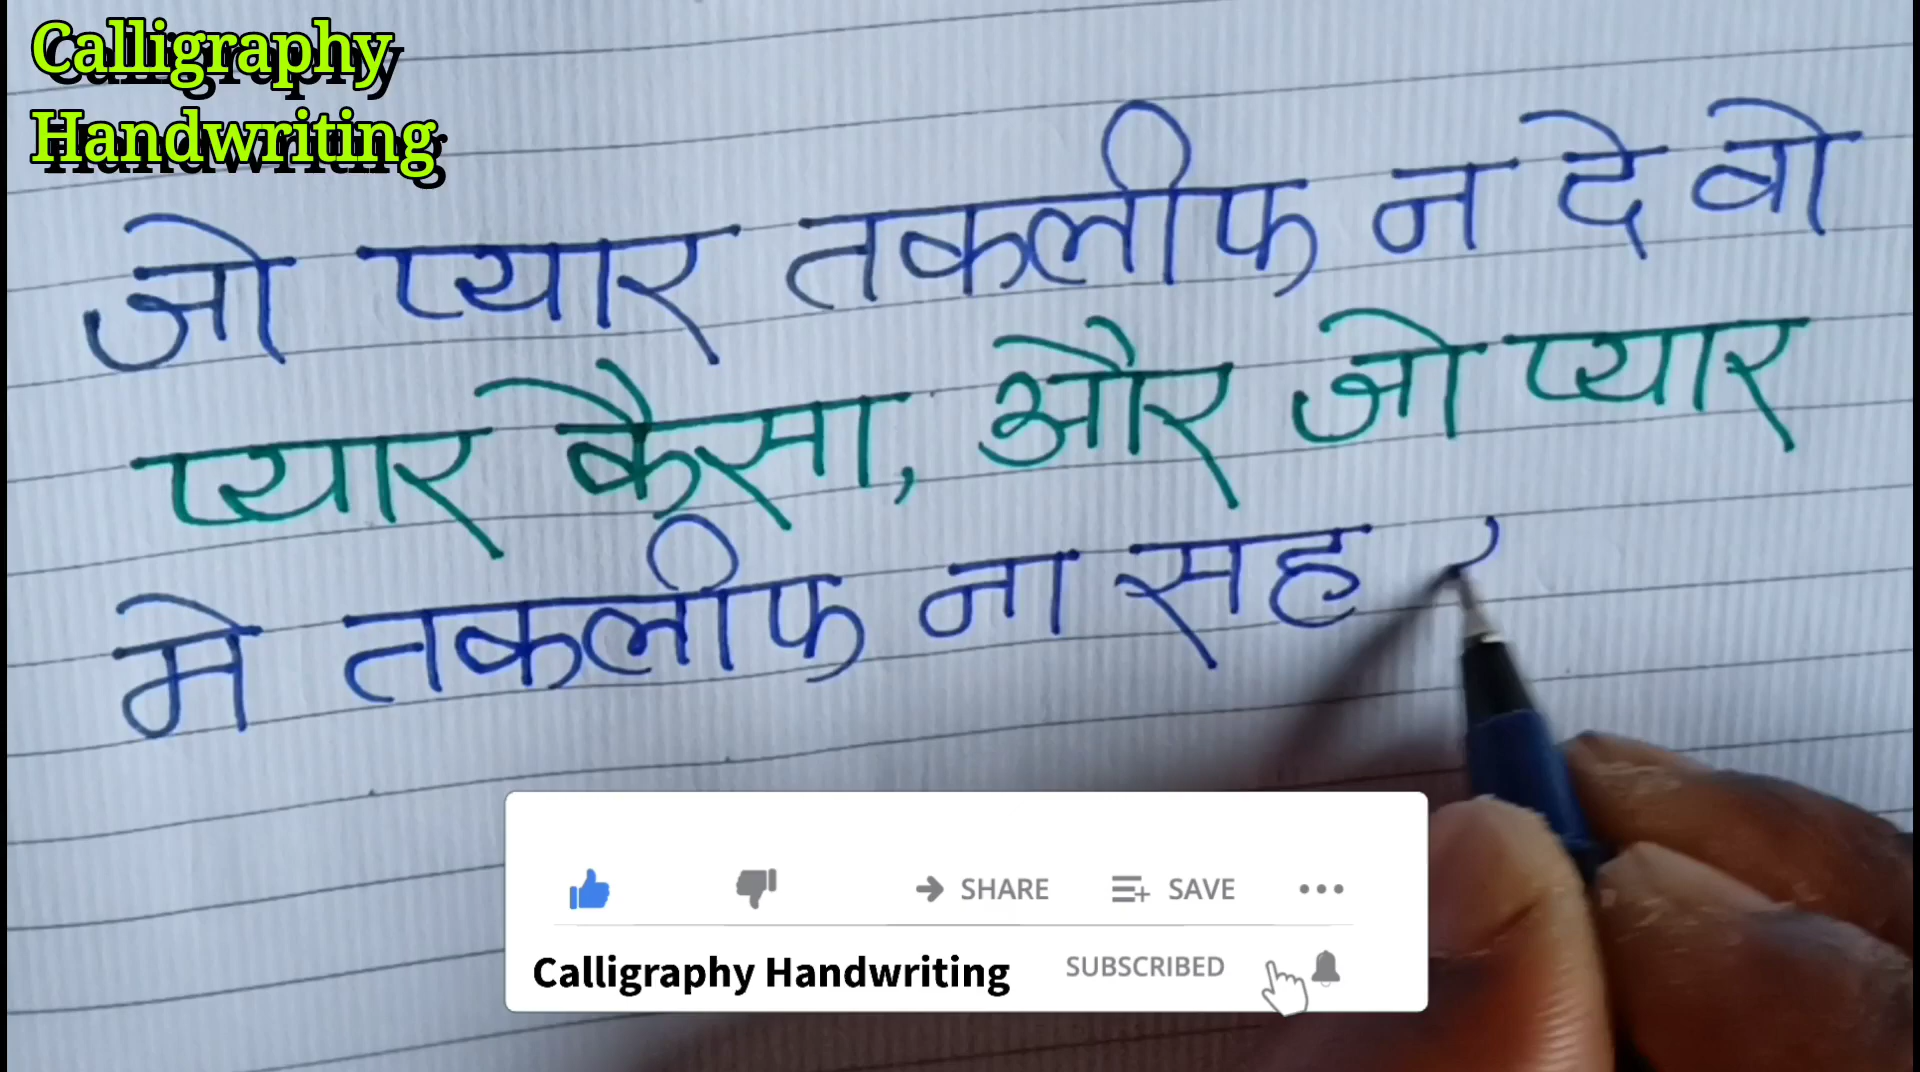 Calligraphy
Handwriting
जो प्यार तकलीफ न दे वो
प्यार कैसा, और जो प्यार
मे तकलीफ ना सह
SHARE SAVE
Calligraphy Handwriting SUBSCRIBED